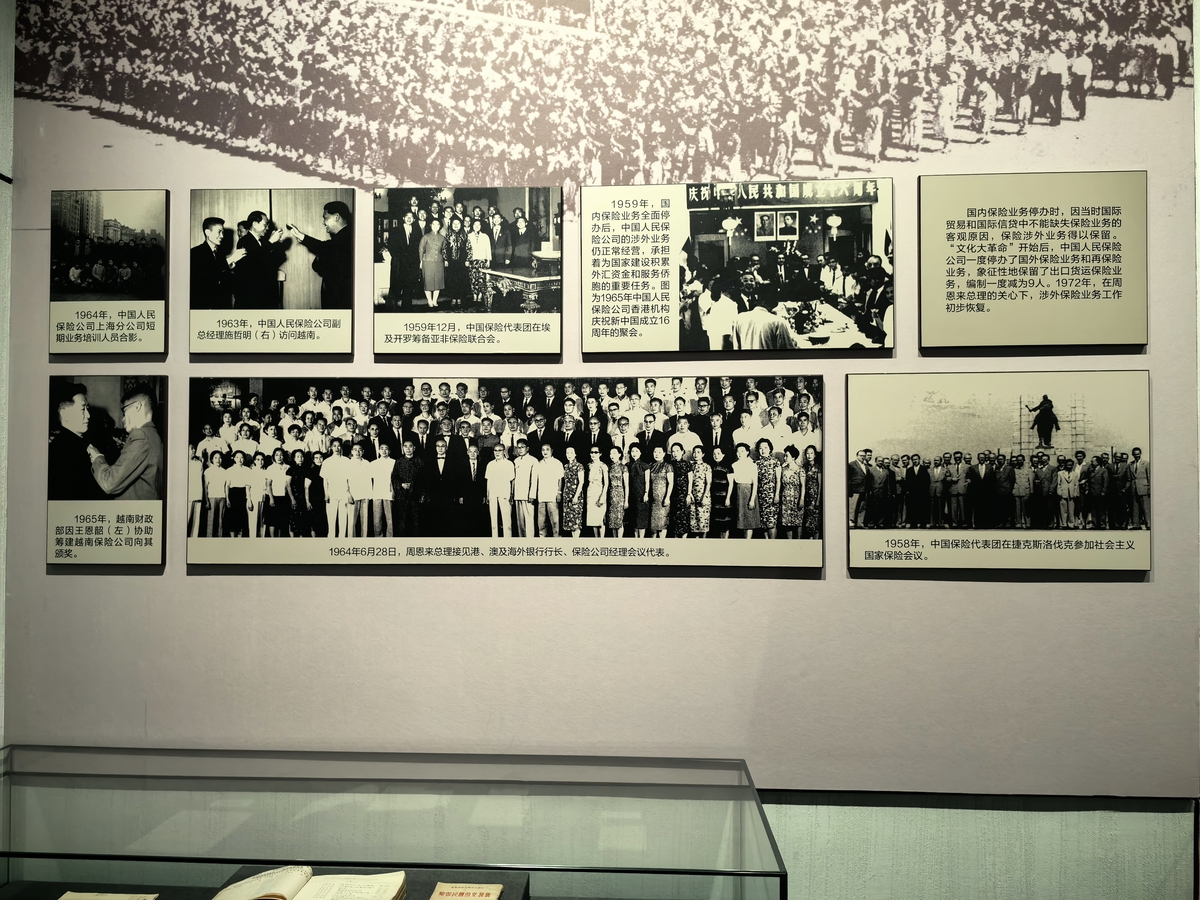 1964年，中国人民
保险公司上海分公司短
期业务培训人员合影。
1963年，中国人民保险公司副
总经理施哲明（右）访问越南。
1959年12月，中国保险代表团在埃
及开罗筹备亚非保险联合会。
1959年，国
内保险业务全面停
办后，中国人民保
险公司的涉外业务
仍正常经营，承担
着为国家建设积累
外汇资金和服务侨
胞的重要任务。图
为1965年中国人民
保险公司香港机构
庆祝新中国成立16
周年的聚会。
国内保险业务停办时，因当时国际
贸易和国际信贷中不能缺失保险业务的
客观原因，保险涉外业务得以保留。
“文化大革命”开始后，中国人民保险
公司一度停办了国外保险业务和再保险
业务，象征性地保留了出口货运保险业
务，编制一度减为9人。1972年，在周
恩来总理的关心下，涉外保险业务工作
初步恢复。
1965年，越南财政
部因王恩韶（左）协助
筹建越南保险公司向其
颁奖。
1964年6月28日，周恩来总理接见港、澳及海外银行行长、保险公司经理会议代表。
1958年，中国保险代表团在捷克斯洛伐克参加社会主义
国家保险会议。